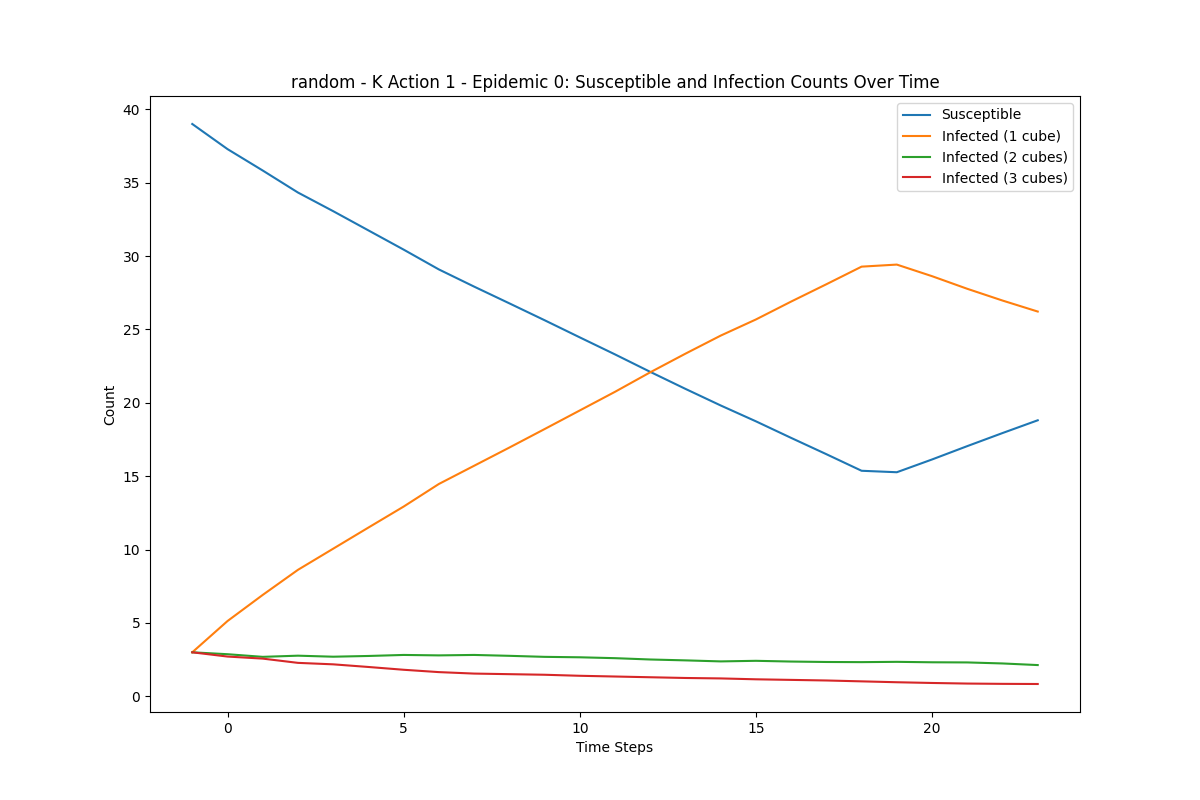 random - K Action 1 - Epidemic 0: Susceptible and Infection Counts Over Time
Susceptible
Infected (1 cube)
Infected (2 cubes)
Infected (3 cubes)
40
35
30
25
20
15
10
5
0
Count
0 5 10 15 20
Time Steps